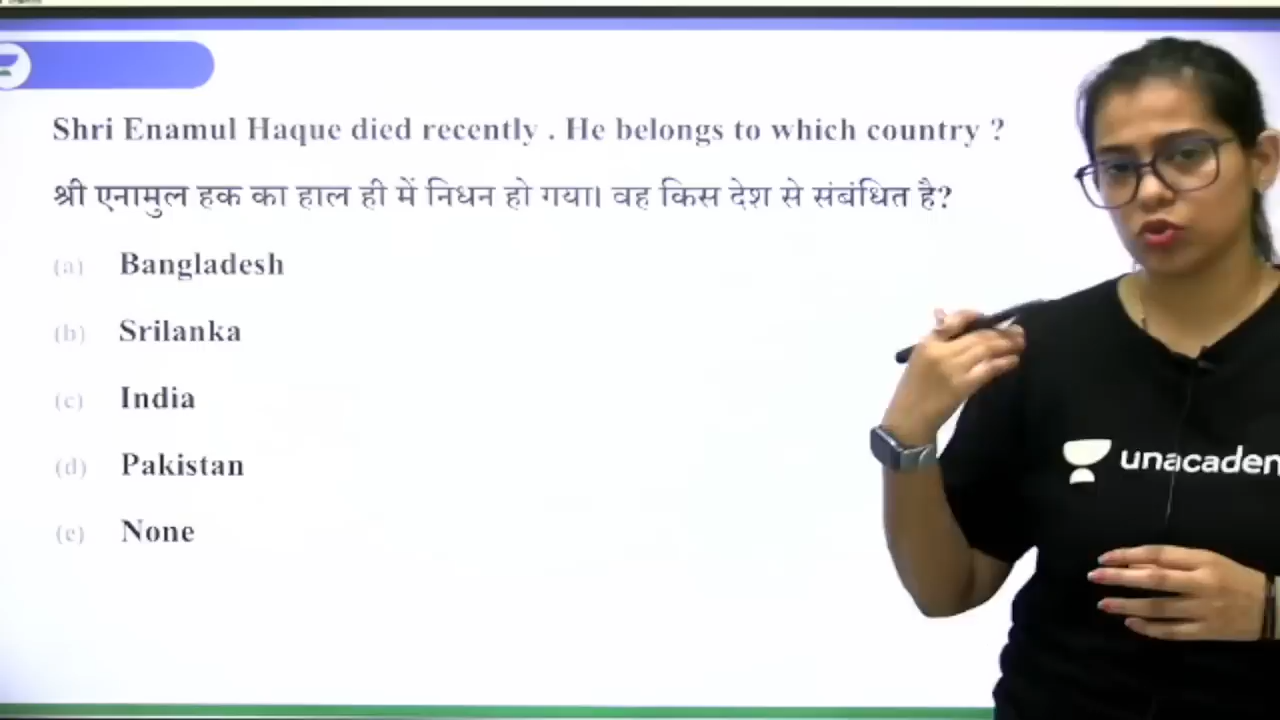 Shri Enamul Haque died recently . He belongs to which country ?
श्री एनामुल हक का हाल ही में निधन हो गया। वह किस देश से संबंधित है?
(a) Bangladesh
(b) Srilanka
(c) India
(d) Pakistan
(e) None
unacadem